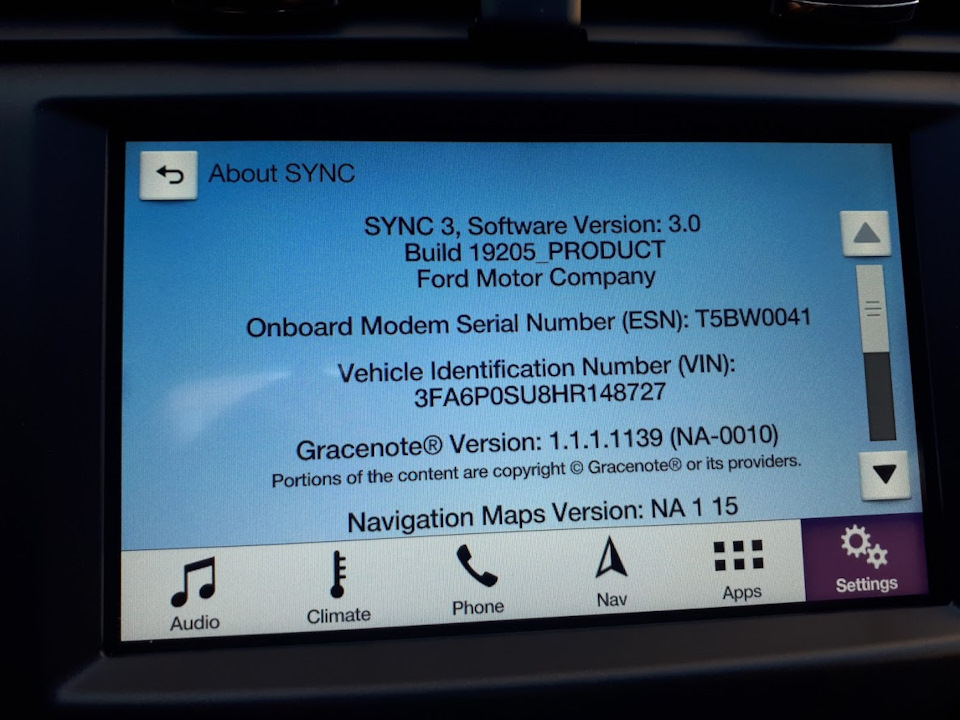 About SYNC
SYNC 3, Software Version: 3.0
Build 19205_PRODUCT
Ford Motor Company
Onboard Modem Serial Number (ESN): T5BW0041
Vehicle Identification Number (VIN):
3FA6P0SU8HR148727
Gracenote® Version: 1.1.1.1139 (NA-0010)
Portions of the content are copyright © Gracenote® or its providers.
Navigation Maps Version: NA 1 15
Audio
Climate
Phone
Nav
Apps
Settings